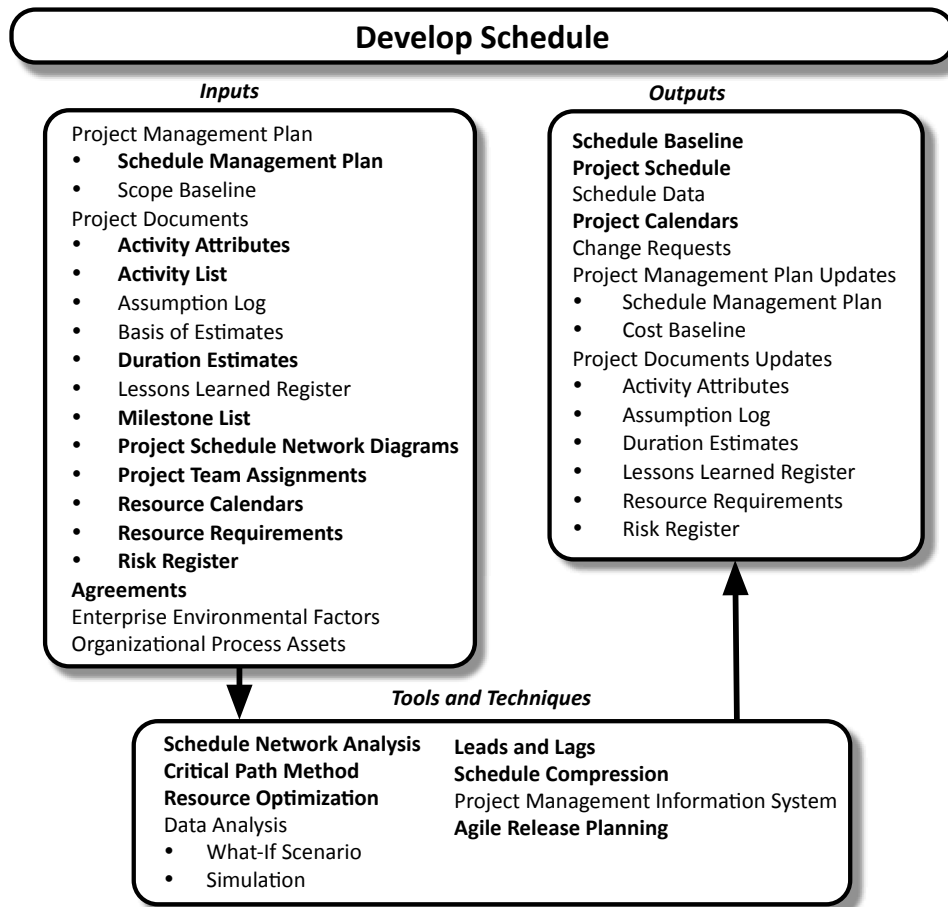 Develop Schedule
Inputs
Project Management Plan
• Schedule Management Plan
• Scope Baseline
Project Documents
• Activity Attributes
• Activity List
• Assumption Log
• Basis of Estimates
• Duration Estimates
• Lessons Learned Register
• Milestone List
• Project Schedule Network Diagrams
• Project Team Assignments
• Resource Calendars
• Resource Requirements
• Risk Register
Agreements
Enterprise Environmental Factors
Organizational Process Assets
Outputs
Schedule Baseline
Project Schedule
Schedule Data
Project Calendars
Change Requests
Project Management Plan Updates
• Schedule Management Plan
• Cost Baseline
Project Documents Updates
• Activity Attributes
• Assumption Log
• Duration Estimates
• Lessons Learned Register
• Resource Requirements
• Risk Register
Tools and Techniques
Schedule Network Analysis
Critical Path Method
Resource Optimization
Data Analysis
• What-If Scenario
• Simulation
Leads and Lags
Schedule Compression
Project Management Information System
Agile Release Planning